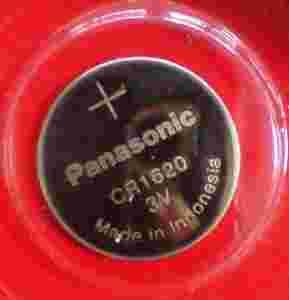 +
Panasonic
CR1620
3V
Made in Indonesia